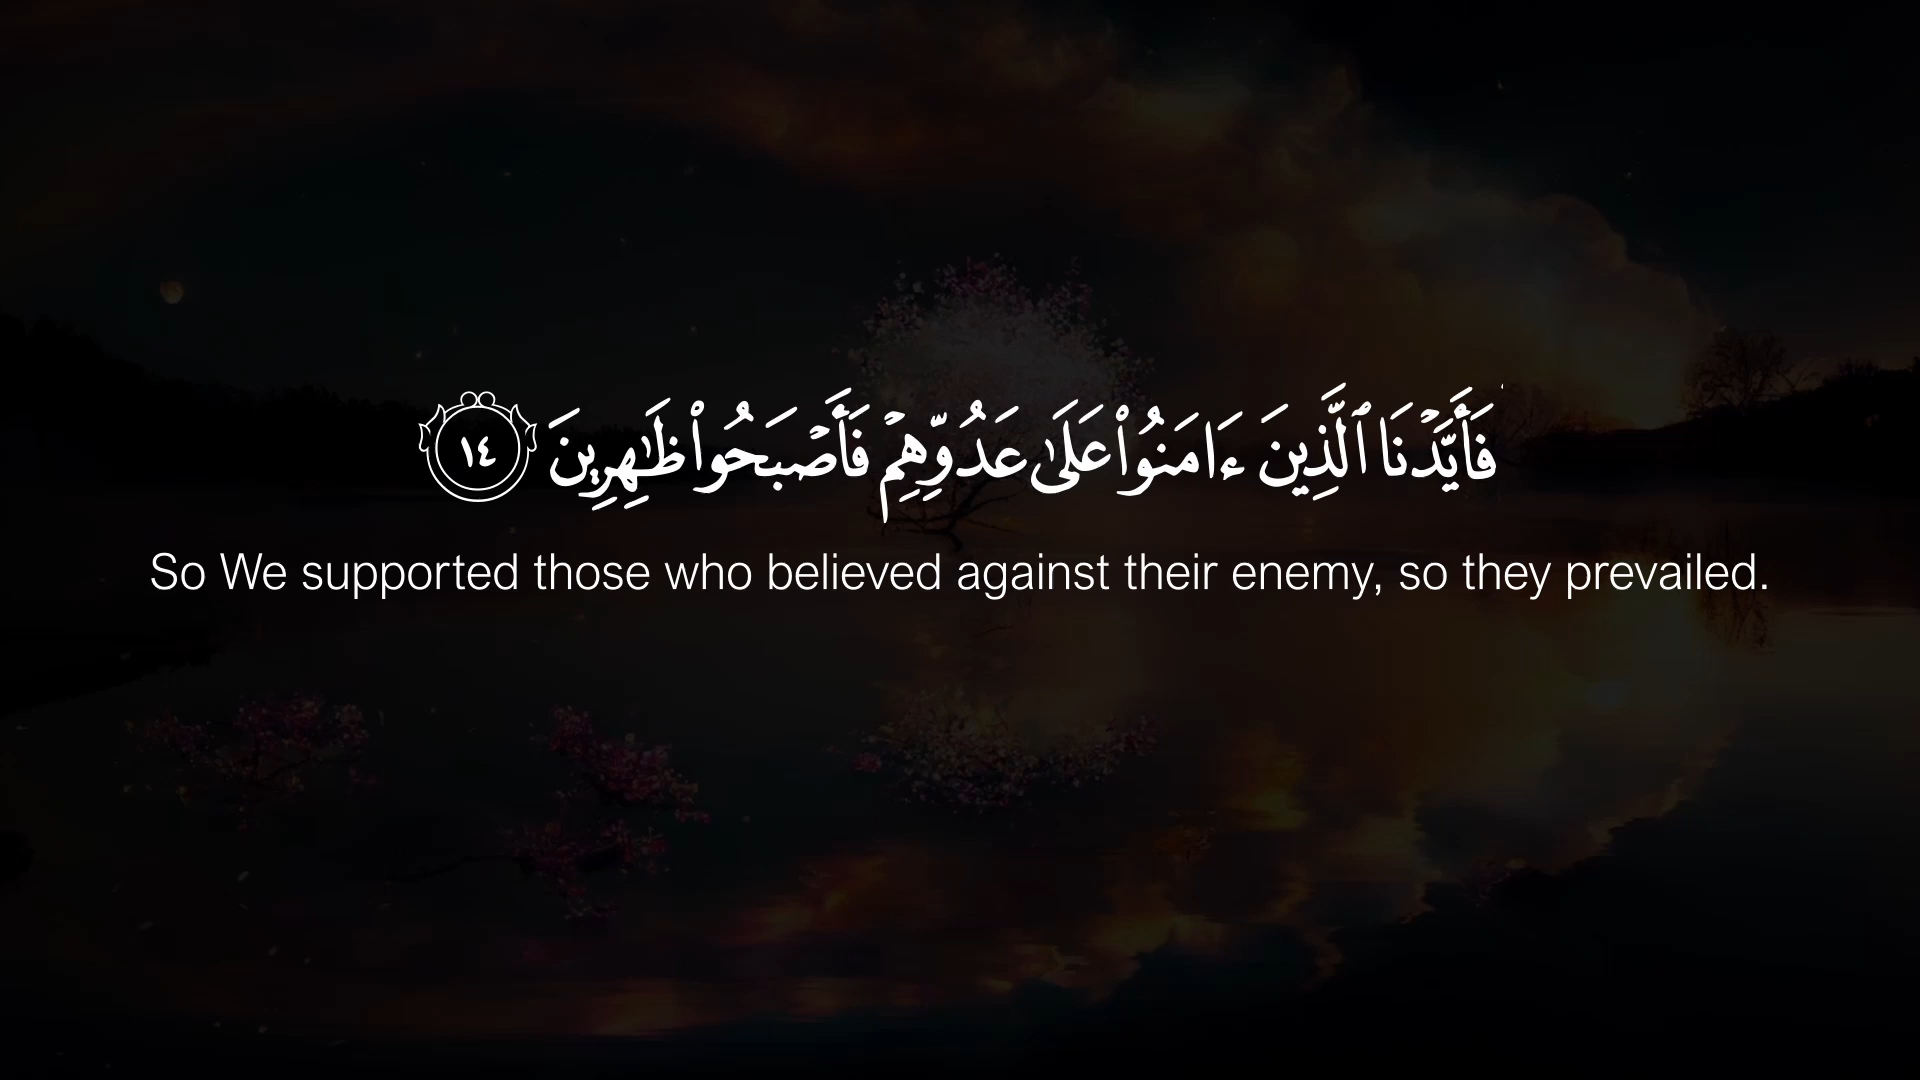 فَأَيَّدۡنَا ٱلَّذِينَ ءَامَنُواْ عَلَىٰ عَدُوِّهِمۡ فَأَصۡبَحُواْ ظَٰهِرِينَ ١٤
So We supported those who believed against their enemy, so they prevailed.